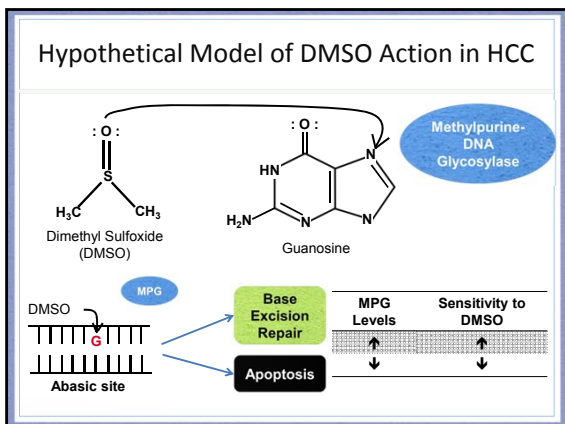 Hypothetical Model of DMSO Action in HCC
: O :
S
H₃C
CH₃
Dimethyl Sulfoxide
(DMSO)
: O :
HN
N
H₂N
N
N
Guanosine
Methylpurine-
DNA
Glycosylase
MPG
DMSO
G
Abasic site
Base
Excision
Repair
Apoptosis
MPG
Levels
Sensitivity to
DMSO
↑ ↑
↓ ↓